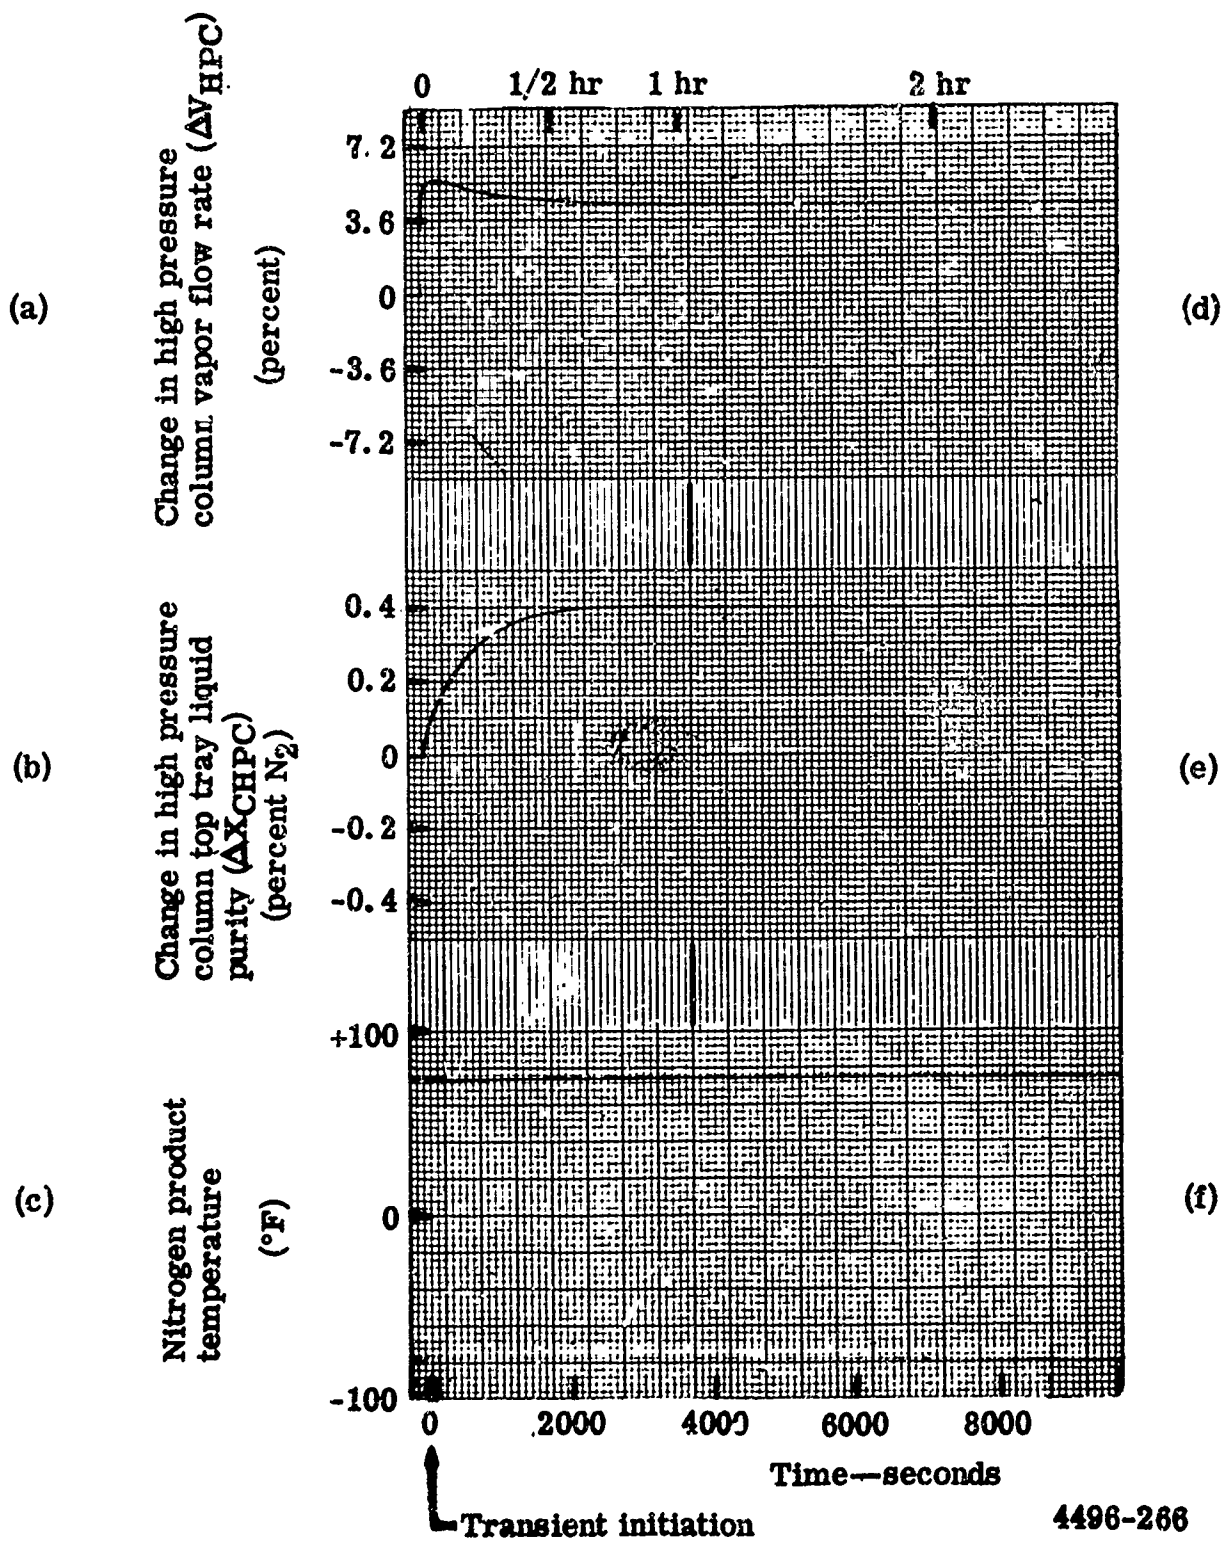 0 1/2 hr 1 hr 2 hr
(a)
Change in high pressure
column vapor flow rate (ΔV_HPC)
(percent)
7.2
3.6
0
-3.6
-7.2
(d)
(b)
Change in high pressure
column top tray liquid
purity (ΔX_CHPC)
(percent N₂)
0.4
0.2
0
-0.2
-0.4
(e)
(c)
Nitrogen product
temperature
(°F)
+100
0
-100
(f)
0 2000 4000 6000 8000
Time—seconds
Transient initiation
4496-266